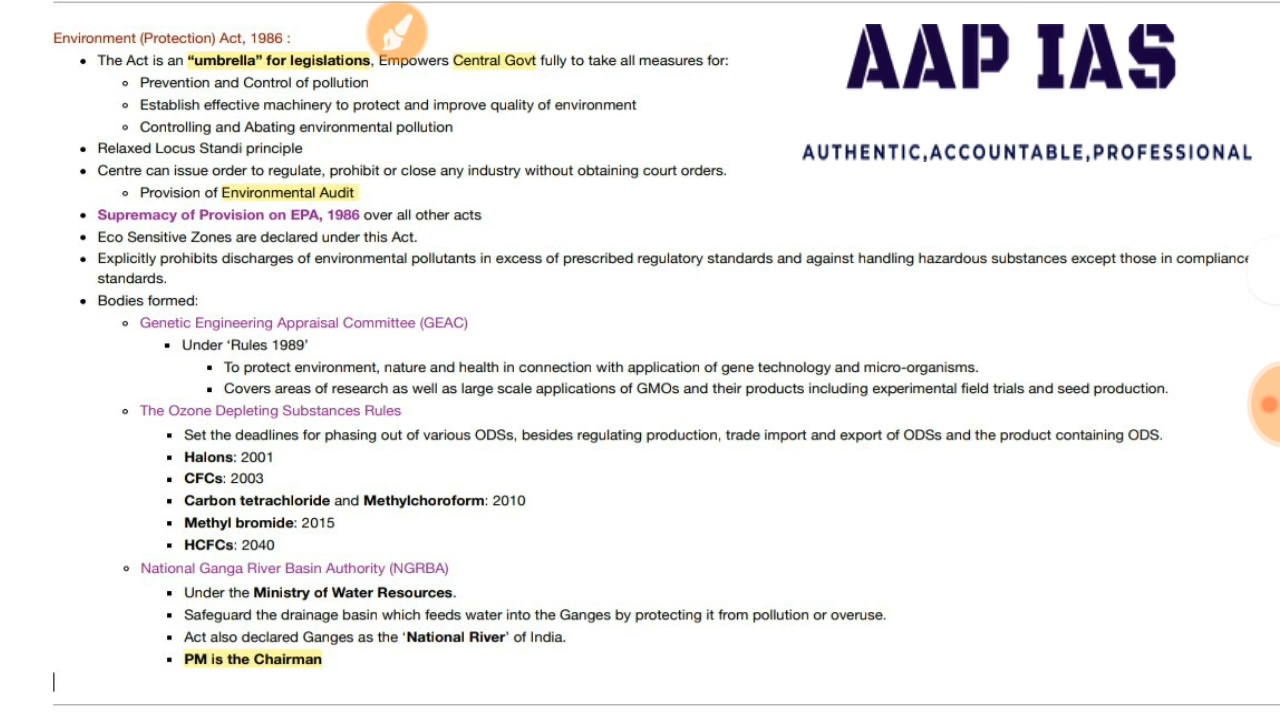 Environment (Protection) Act, 1986 :
AAP IAS
AUTHENTIC,ACCOUNTABLE,PROFESSIONAL
• The Act is an “umbrella” for legislations, Empowers Central Govt fully to take all measures for:
◦ Prevention and Control of pollution
◦ Establish effective machinery to protect and improve quality of environment
◦ Controlling and Abating environmental pollution
• Relaxed Locus Standi principle
• Centre can issue order to regulate, prohibit or close any industry without obtaining court orders.
◦ Provision of Environmental Audit
• Supremacy of Provision on EPA, 1986 over all other acts
• Eco Sensitive Zones are declared under this Act.
• Explicitly prohibits discharges of environmental pollutants in excess of prescribed regulatory standards and against handling hazardous substances except those in compliance
standards.
• Bodies formed:
◦ Genetic Engineering Appraisal Committee (GEAC)
▪ Under ‘Rules 1989’
▪ To protect environment, nature and health in connection with application of gene technology and micro-organisms.
▪ Covers areas of research as well as large scale applications of GMOs and their products including experimental field trials and seed production.
◦ The Ozone Depleting Substances Rules
▪ Set the deadlines for phasing out of various ODSs, besides regulating production, trade import and export of ODSs and the product containing ODS.
▪ Halons: 2001
▪ CFCs: 2003
▪ Carbon tetrachloride and Methylchoroform: 2010
▪ Methyl bromide: 2015
▪ HCFCs: 2040
◦ National Ganga River Basin Authority (NGRBA)
▪ Under the Ministry of Water Resources.
▪ Safeguard the drainage basin which feeds water into the Ganges by protecting it from pollution or overuse.
▪ Act also declared Ganges as the ‘National River’ of India.
▪ PM is the Chairman